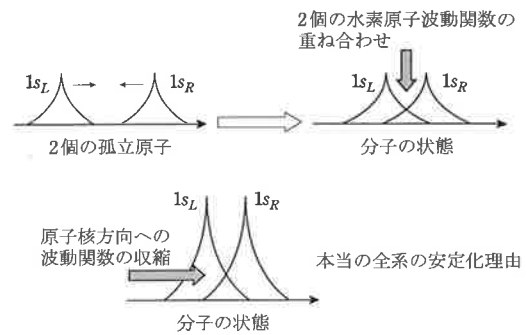 2個の水素原子波動関数の
重ね合わせ
1s_L 1s_R 1s_L 1s_R
2個の孤立原子 分子の状態
1s_L 1s_R
原子核方向への
波動関数の収縮
本当の全系の安定化理由
分子の状態